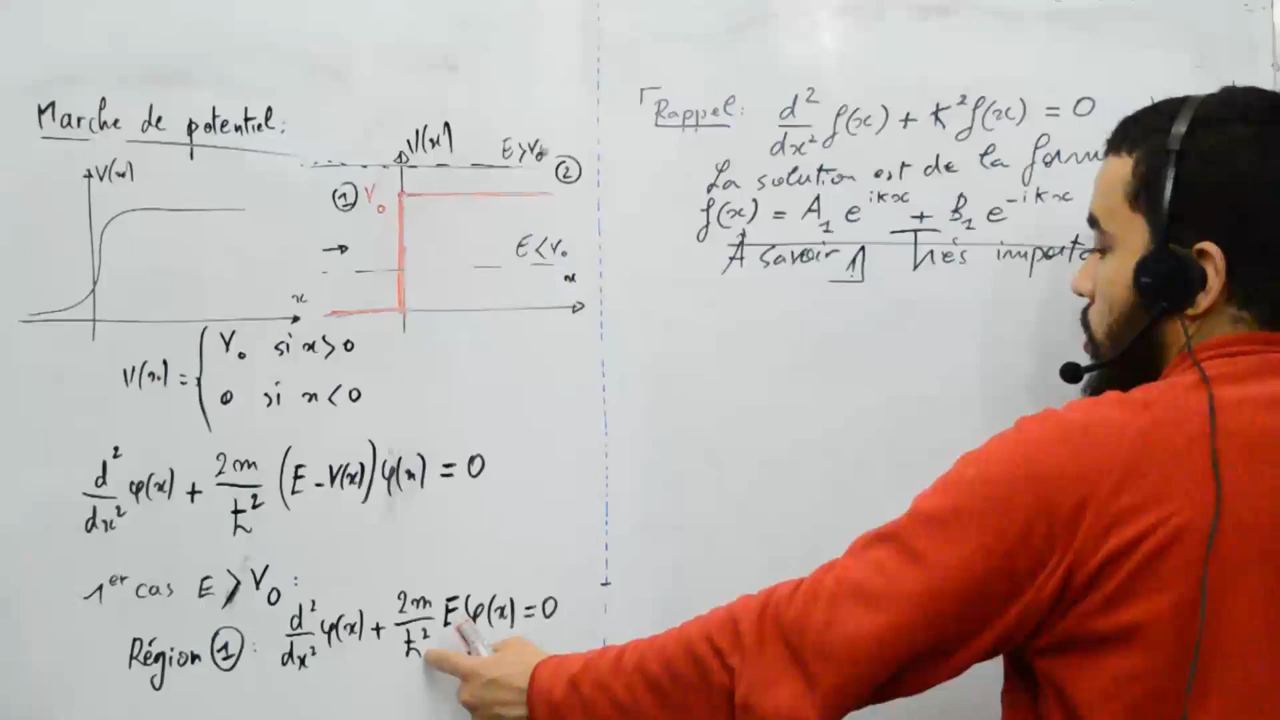 Marche de potentiel:
V(x)
x
V(x)
E>V₀
①
V₀
②
E<V₀
x
V(x) = { V₀ si x>0
0 si x<0
d²/dx² φ(x) + 2m/ħ² (E-V(x)) φ(x) = 0
1er cas E > V₀ :
Région ① : d²/dx² φ(x) + 2m/ħ² E φ(x) = 0
Rappel: d²/dx² f(x) + k² f(x) = 0
La solution est de la
f(x) = A₁ e^{ikx} + B₁ e^{-ikx}
A savoir ! Très